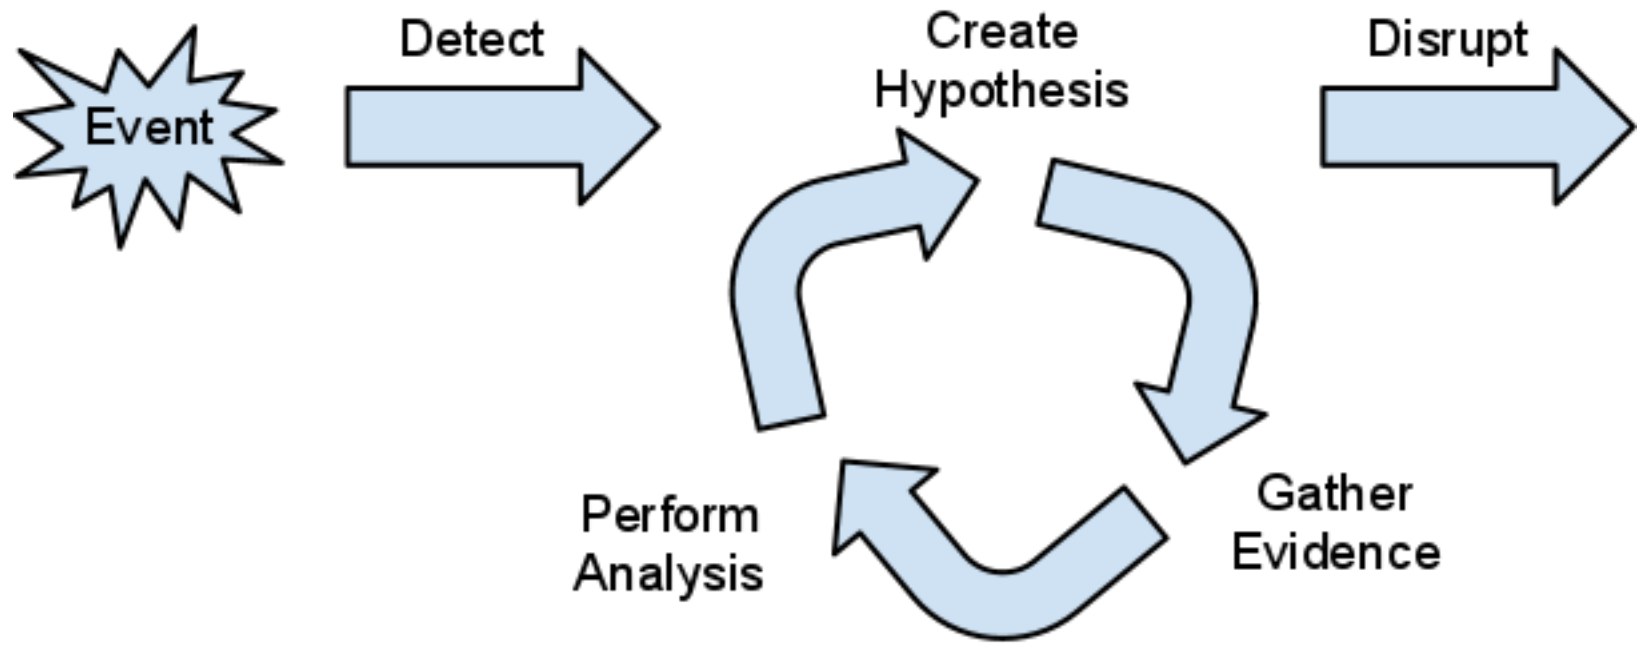 Event
Detect
Create
Hypothesis
Disrupt
Gather
Evidence
Perform
Analysis